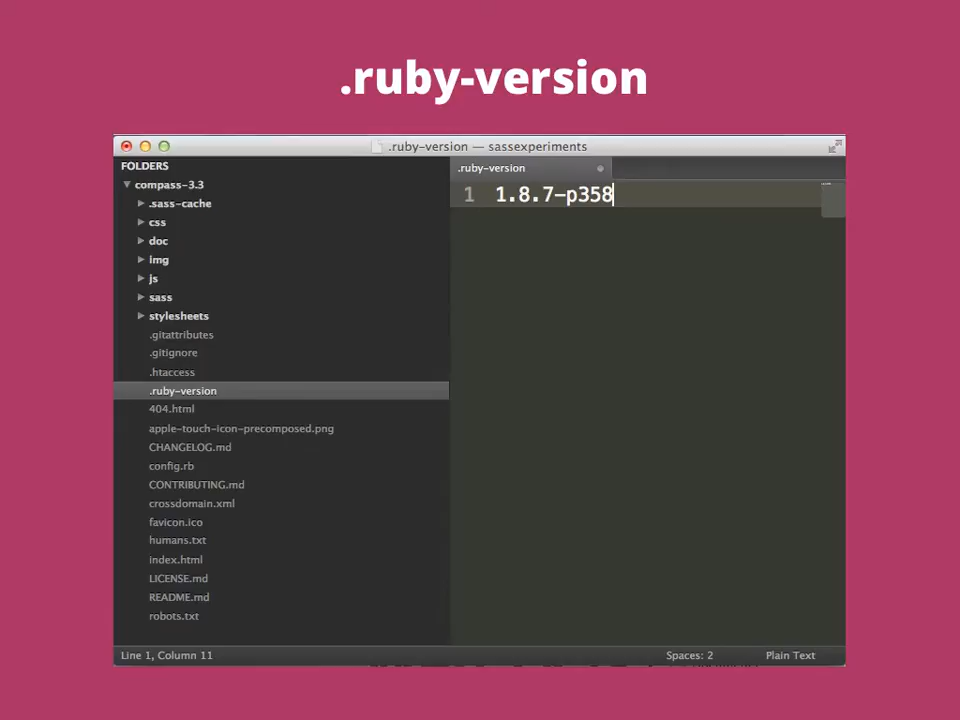 .ruby-version
.ruby-version — sassexperiments
FOLDERS
compass-3.3
.sass-cache
css
doc
img
js
sass
stylesheets
.gitattributes
.gitignore
.htaccess
.ruby-version
404.html
apple-touch-icon-precomposed.png
CHANGELOG.md
config.rb
CONTRIBUTING.md
crossdomain.xml
favicon.ico
humans.txt
index.html
LICENSE.md
README.md
robots.txt
.ruby-version
1 1.8.7-p358
Line 1, Column 11
Spaces: 2
Plain Text